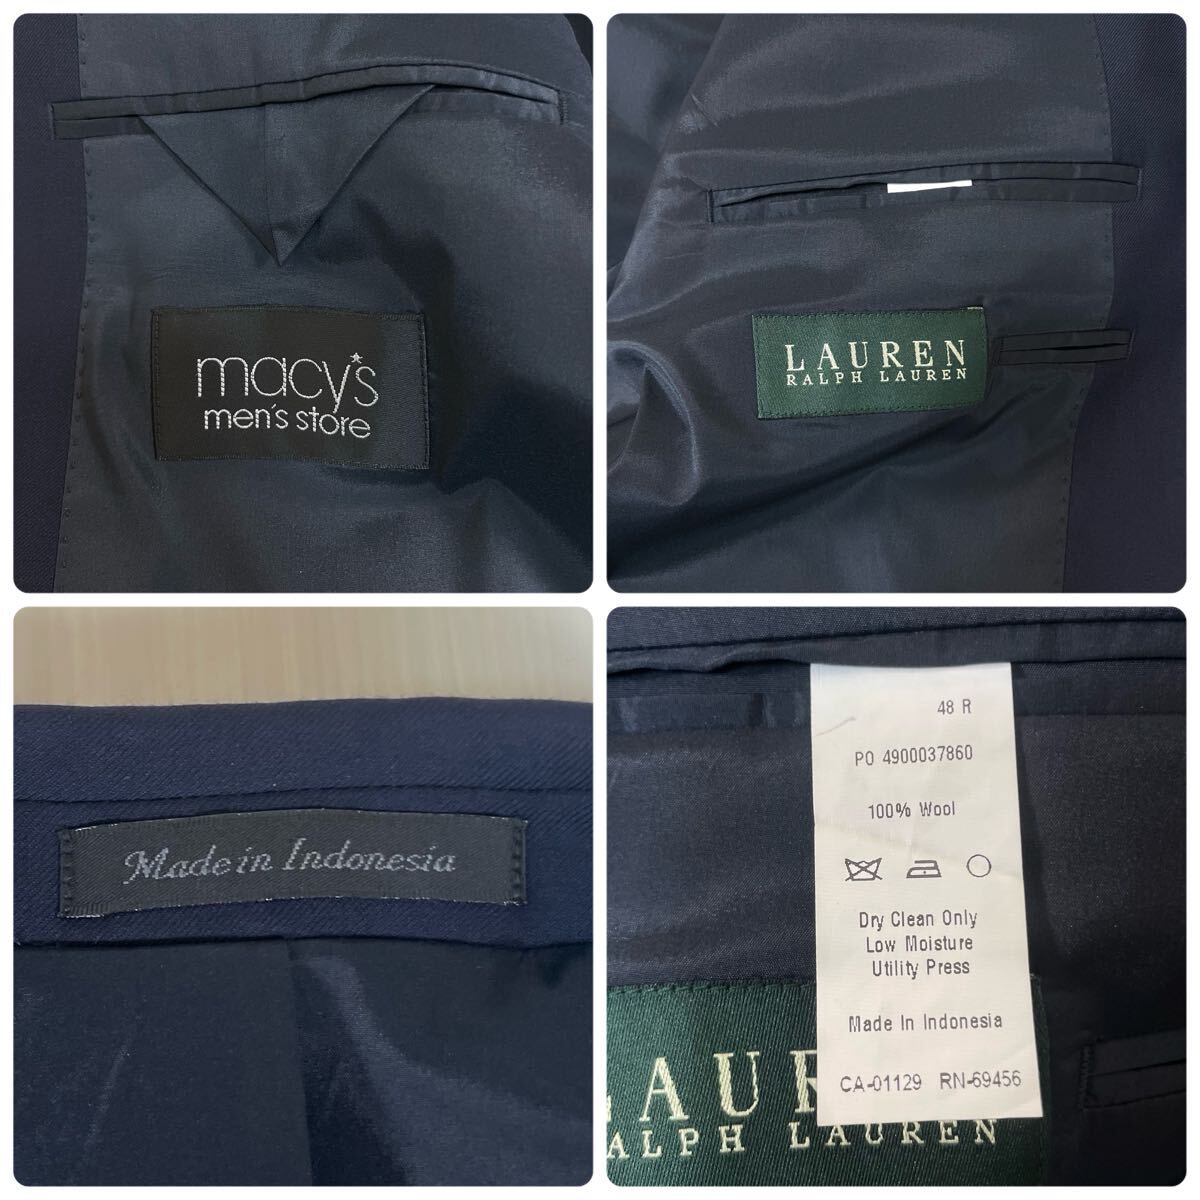 macy's
men's store
LAUREN
RALPH LAUREN
Made in Indonesia
48 R
PO 4900037860
100% Wool
Dry Clean Only
Low Moisture
Utility Press
Made In Indonesia
CA-01129 RN-69456
LAUR
RALPH LAUREN